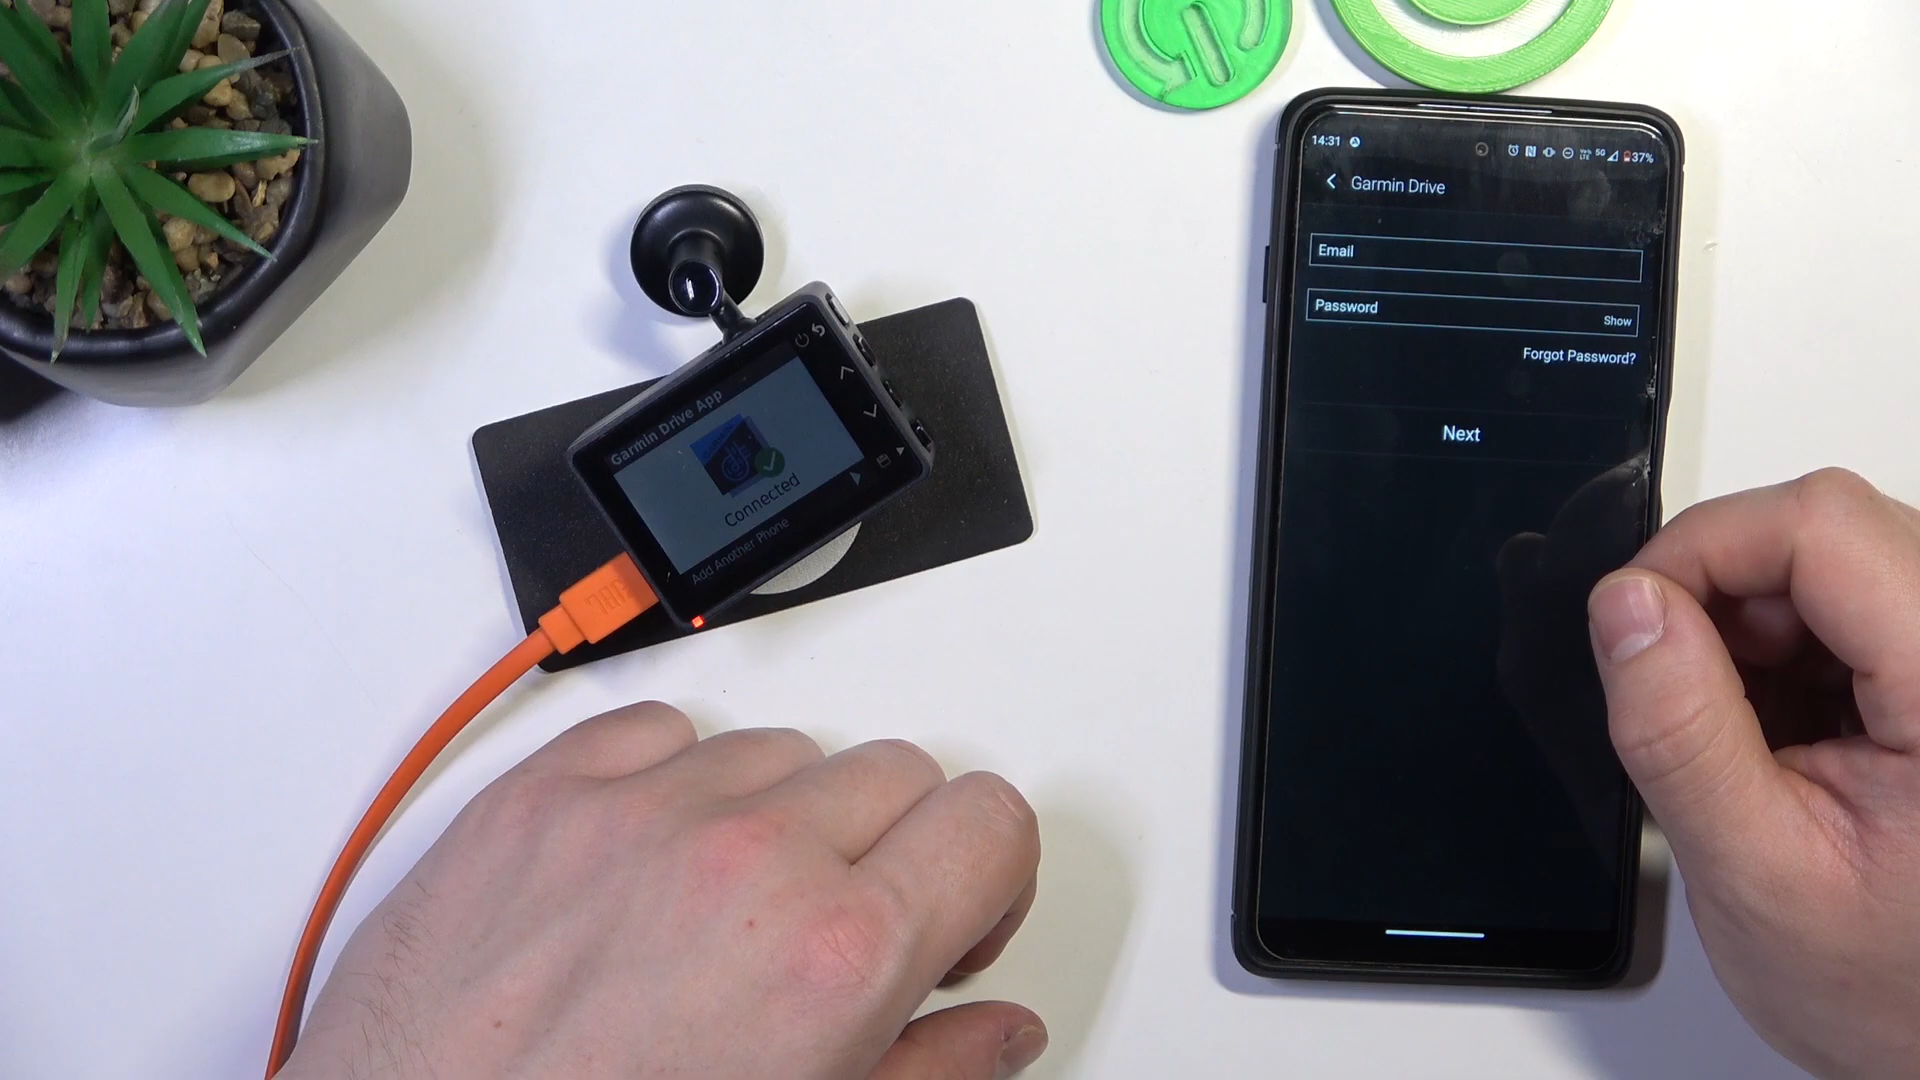 Garmin Drive App
Connected
Add Another Phone
JBL
14:31
5G
37%
Garmin Drive
Email
Password
Show
Forgot Password?
Next